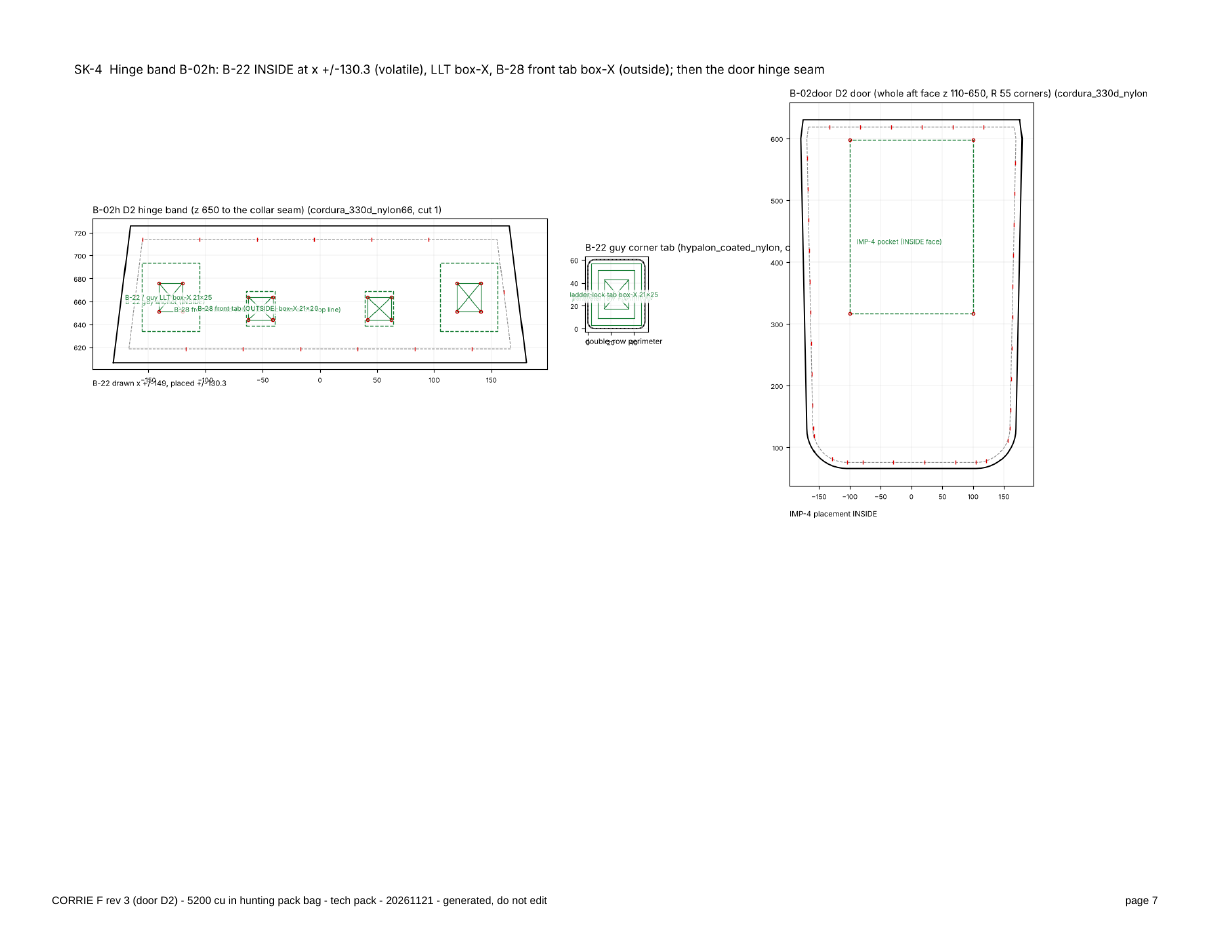 SK-4 Hinge band B-02h: B-22 INSIDE at x +/-130.3 (volatile), LLT box-X, B-28 front tab box-X (outside); then the door hinge seam
B-02door D2 door (whole aft face z 110-650, R 55 corners) (cordura_330d_nylon
600
500
400
300
200
100
IMP-4 pocket (INSIDE face)
−150
−100
−50
0
50
100
150
IMP-4 placement INSIDE
B-02h D2 hinge band (z 650 to the collar seam) (cordura_330d_nylon66, cut 1)
720
700
680
660
640
620
B-22 / guy LLT box-X 21×25
B-28 front tab (OUTSIDE) box-X 21×20
−50
0
50
100
150
B-22 drawn x +/-149, placed +/-130.3
B-22 guy corner tab (hypalon_coated_nylon, c
60
40
20
0
ladder-lock tab box-X 21×25
double-row perimeter
CORRIE F rev 3 (door D2) - 5200 cu in hunting pack bag - tech pack - 20261121 - generated, do not edit
page 7